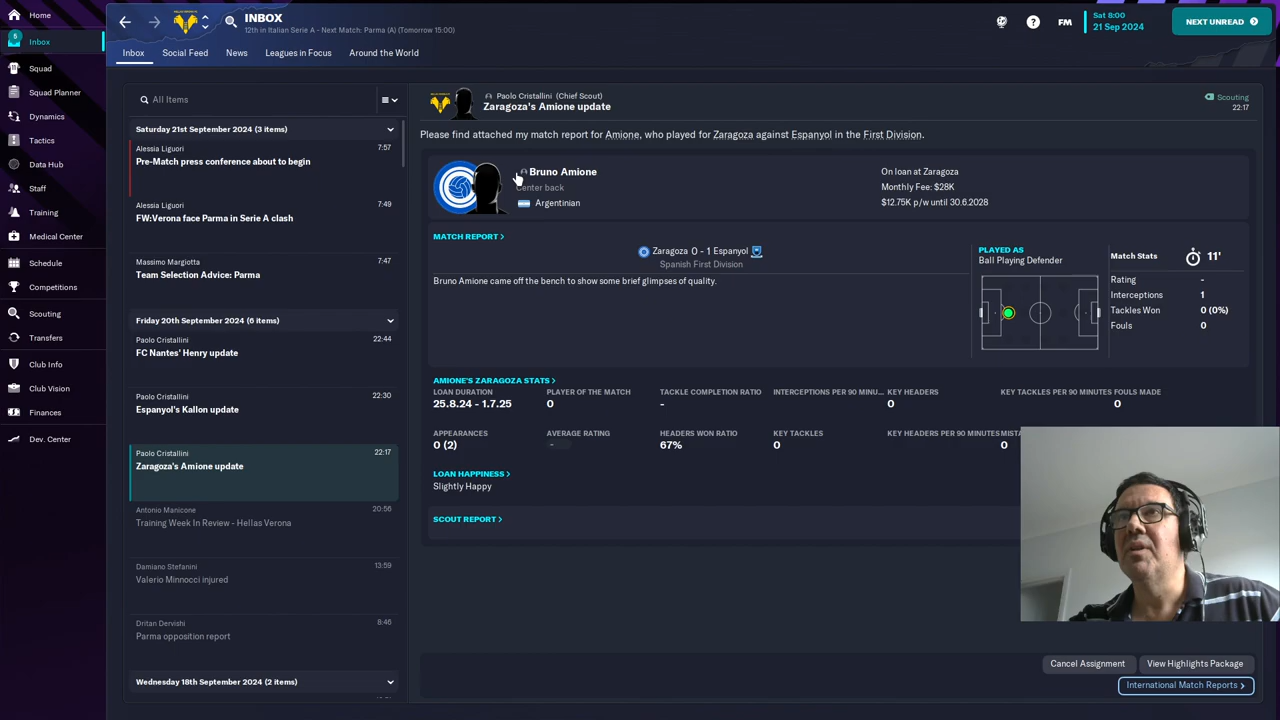 Home
5
Inbox
Squad
Squad Planner
Dynamics
Tactics
Data Hub
Staff
Training
Medical Center
Schedule
Competitions
Scouting
Transfers
Club Info
Club Vision
Finances
Dev. Center
INBOX
12th in Italian Serie A - Next Match: Parma (A) (Tomorrow 15:00)
FM
Sat 8:00
21 Sep 2024
NEXT UNREAD
Inbox
Social Feed
News
Leagues in Focus
Around the World
All Items
Saturday 21st September 2024 (3 items)
Alessia Liguori 7:57
Pre-Match press conference about to begin
Alessia Liguori 7:49
FW:Verona face Parma in Serie A clash
Massimo Margiotta 7:47
Team Selection Advice: Parma
Friday 20th September 2024 (6 items)
Paolo Cristallini 22:44
FC Nantes' Henry update
Paolo Cristallini 22:30
Espanyol's Kallon update
Paolo Cristallini 22:17
Zaragoza's Amione update
Antonio Manicone 20:56
Training Week In Review - Hellas Verona
Damiano Stefanini 13:59
Valerio Minnocci injured
Dritan Dervishi 8:46
Parma opposition report
Wednesday 18th September 2024 (2 items)
Paolo Cristallini (Chief Scout)
Zaragoza's Amione update
Scouting
22:17
Please find attached my match report for Amione, who played for Zaragoza against Espanyol in the First Division.
Bruno Amione
Center back
Argentinian
On loan at Zaragoza
Monthly Fee: $28K
$12.75K p/w until 30.6.2028
MATCH REPORT
Zaragoza 0 - 1 Espanyol
Spanish First Division
Bruno Amione came off the bench to show some brief glimpses of quality.
PLAYED AS
Ball Playing Defender
Match Stats 11'
Rating -
Interceptions 1
Tackles Won 0 (0%)
Fouls 0
AMIONE'S ZARAGOZA STATS
LOAN DURATION PLAYER OF THE MATCH TACKLE COMPLETION RATIO INTERCEPTIONS PER 90 MINU... KEY HEADERS KEY TACKLES PER 90 MINUTES FOULS MADE
25.8.24 - 1.7.25 0 - 0 0
APPEARANCES AVERAGE RATING HEADERS WON RATIO KEY TACKLES KEY HEADERS PER 90 MINUTES
0 (2) - 67% 0 0
LOAN HAPPINESS
Slightly Happy
SCOUT REPORT
Cancel Assignment
View Highlights Package
International Match Reports